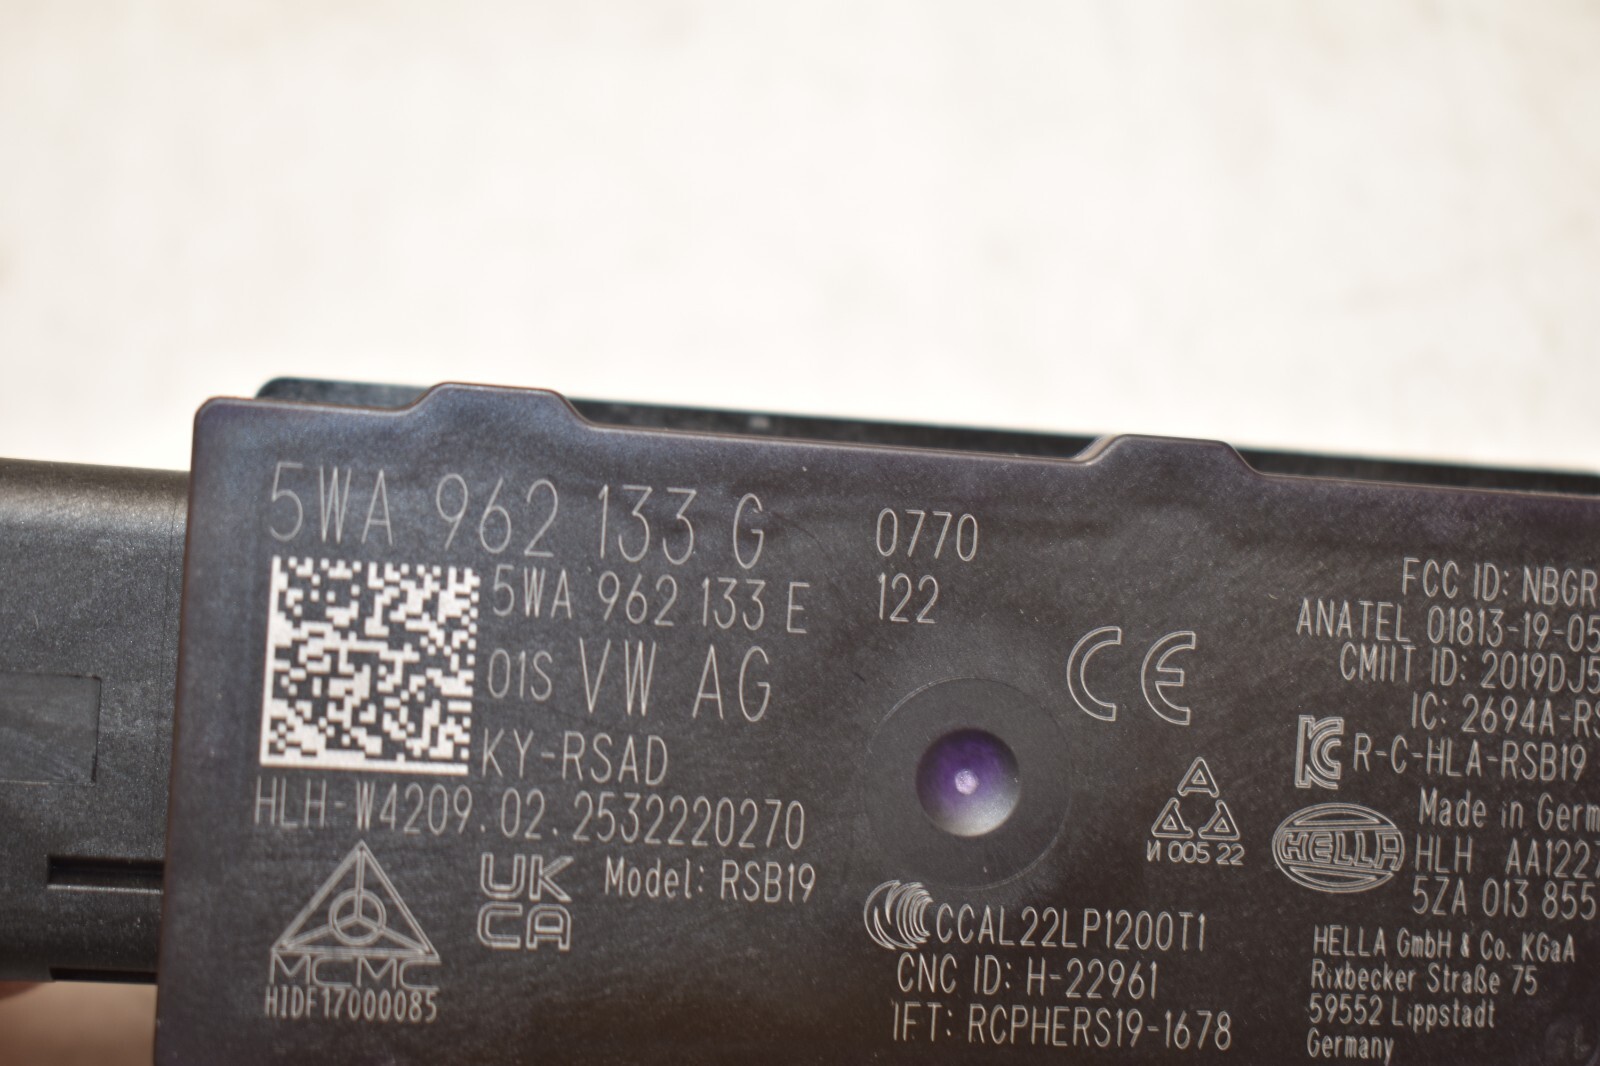 5WA 962 133 G
0770
5WA 962 133 E
122
01S VW AG
KY-RSAD
HLH-W4209.02.2532220270
UK
CA
Model: RSB19
MCMC
HIDF17000085
CE
И 005 22
CCAL22LP1200T1
CNC ID: H-22961
IFT: RCPHERS19-1678
FCC ID: NBGR
ANATEL 01813-19-05
CMIIT ID: 2019DJ5
IC: 2694A-RS
R-C-HLA-RSB19
Made in Germ
HELLA
HLH AA1227
5ZA 013 855
HELLA GmbH & Co. KGaA
Rixbecker Straße 75
59552 Lippstadt
Germany